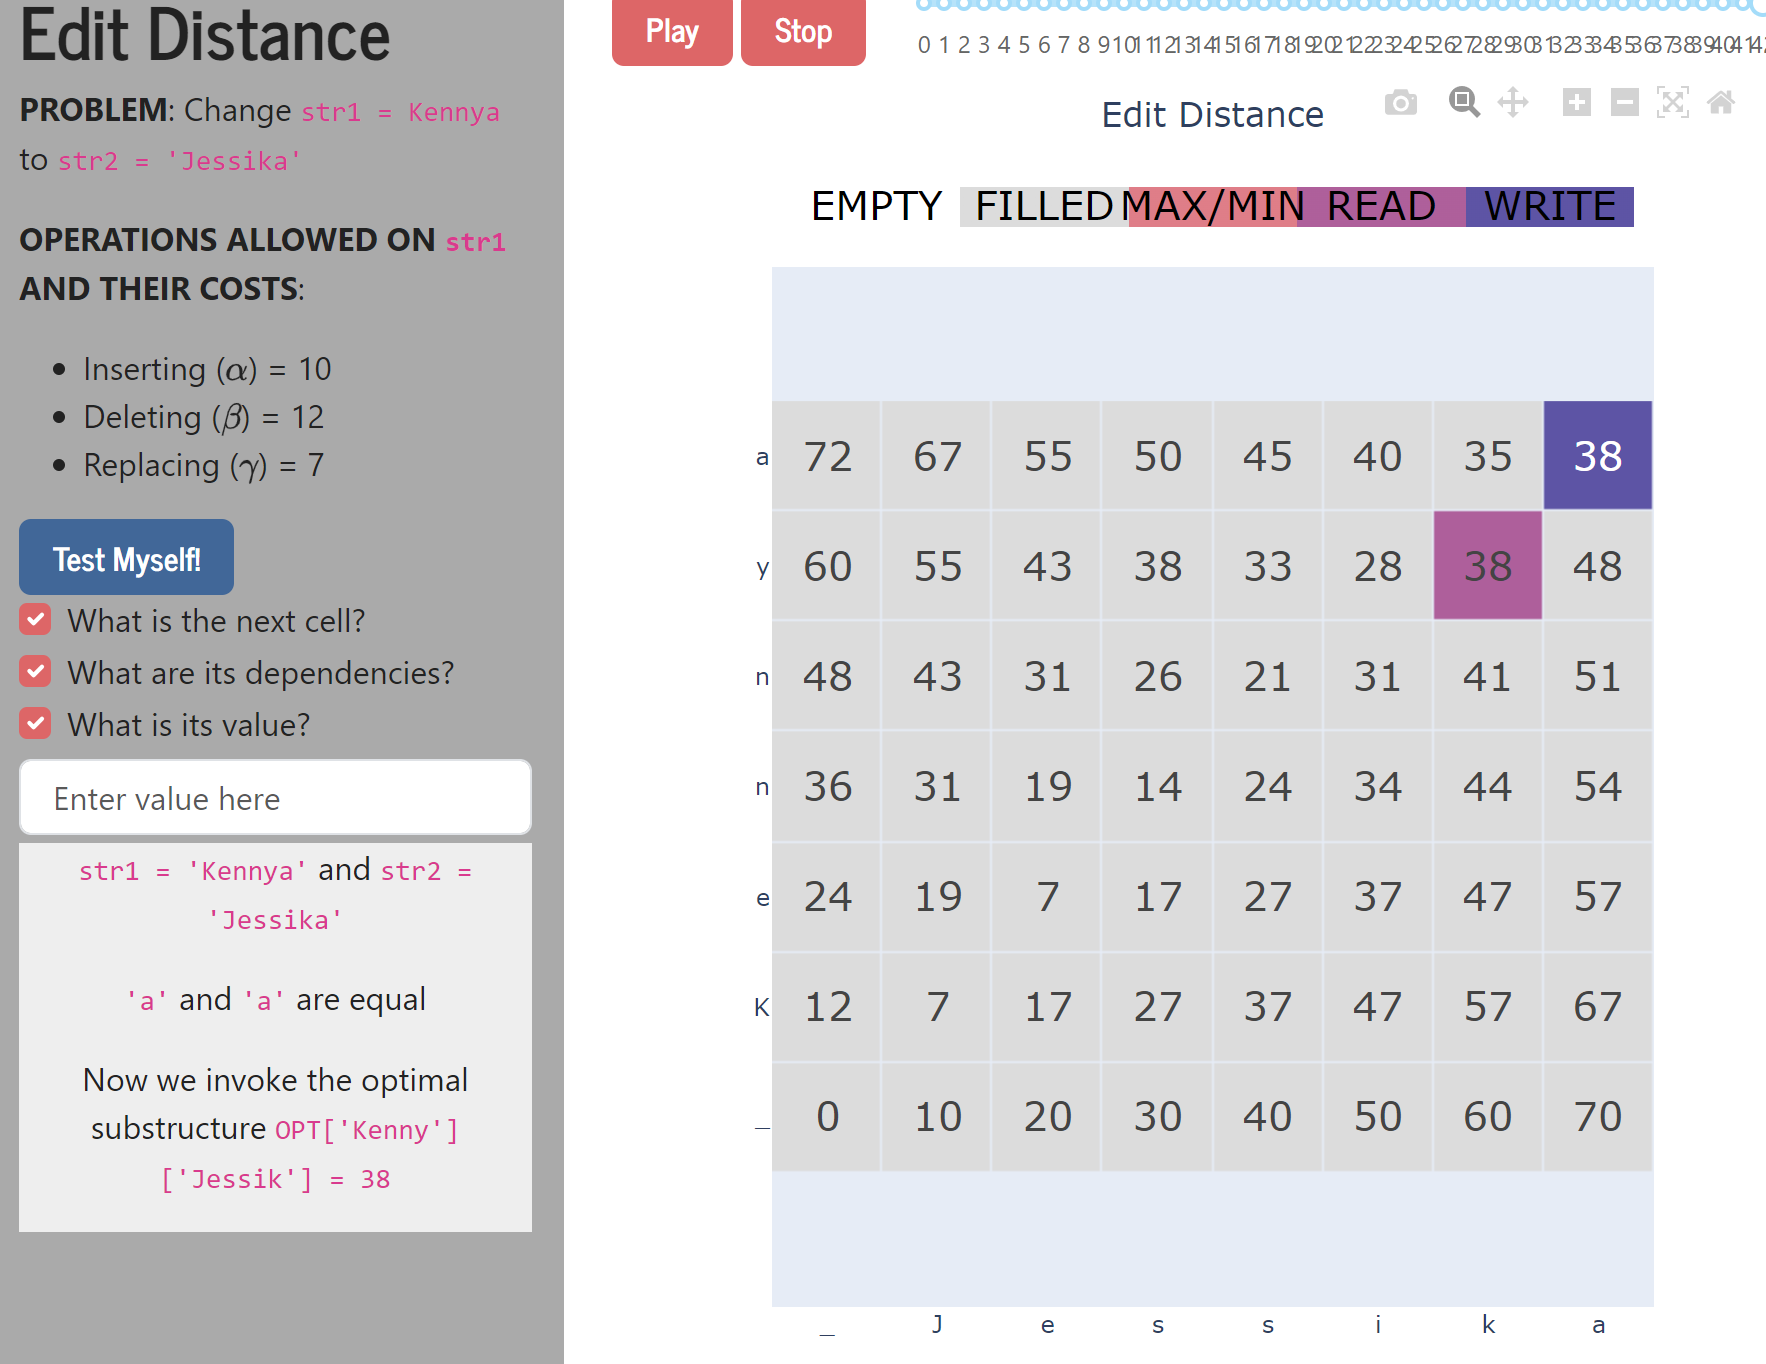 Edit Distance
PROBLEM: Change str1 = Kennya
to str2 = 'Jessika'
OPERATIONS ALLOWED ON str1
AND THEIR COSTS:
Inserting (α) = 10
Deleting (β) = 12
Replacing (γ) = 7
Test Myself!
What is the next cell?
What are its dependencies?
What is its value?
Enter value here
str1 = 'Kennya' and str2 =
'Jessika'
'a' and 'a' are equal
Now we invoke the optimal
substructure OPT['Kenny']
['Jessik'] = 38
Play Stop
0 1 2 3 4 5 6 7 8 9 10 11 12 13 14 15 16 17 18 19 20 21 22 23 24 25 26 27 28 29 30 31 32 33 34 35 36 37 38 39 40 41 42
Edit Distance
EMPTY FILLED MAX/MIN READ WRITE
a 72 67 55 50 45 40 35 38
y 60 55 43 38 33 28 38 48
n 48 43 31 26 21 31 41 51
n 36 31 19 14 24 34 44 54
e 24 19 7 17 27 37 47 57
K 12 7 17 27 37 47 57 67
_ 0 10 20 30 40 50 60 70
_ J e s s i k a